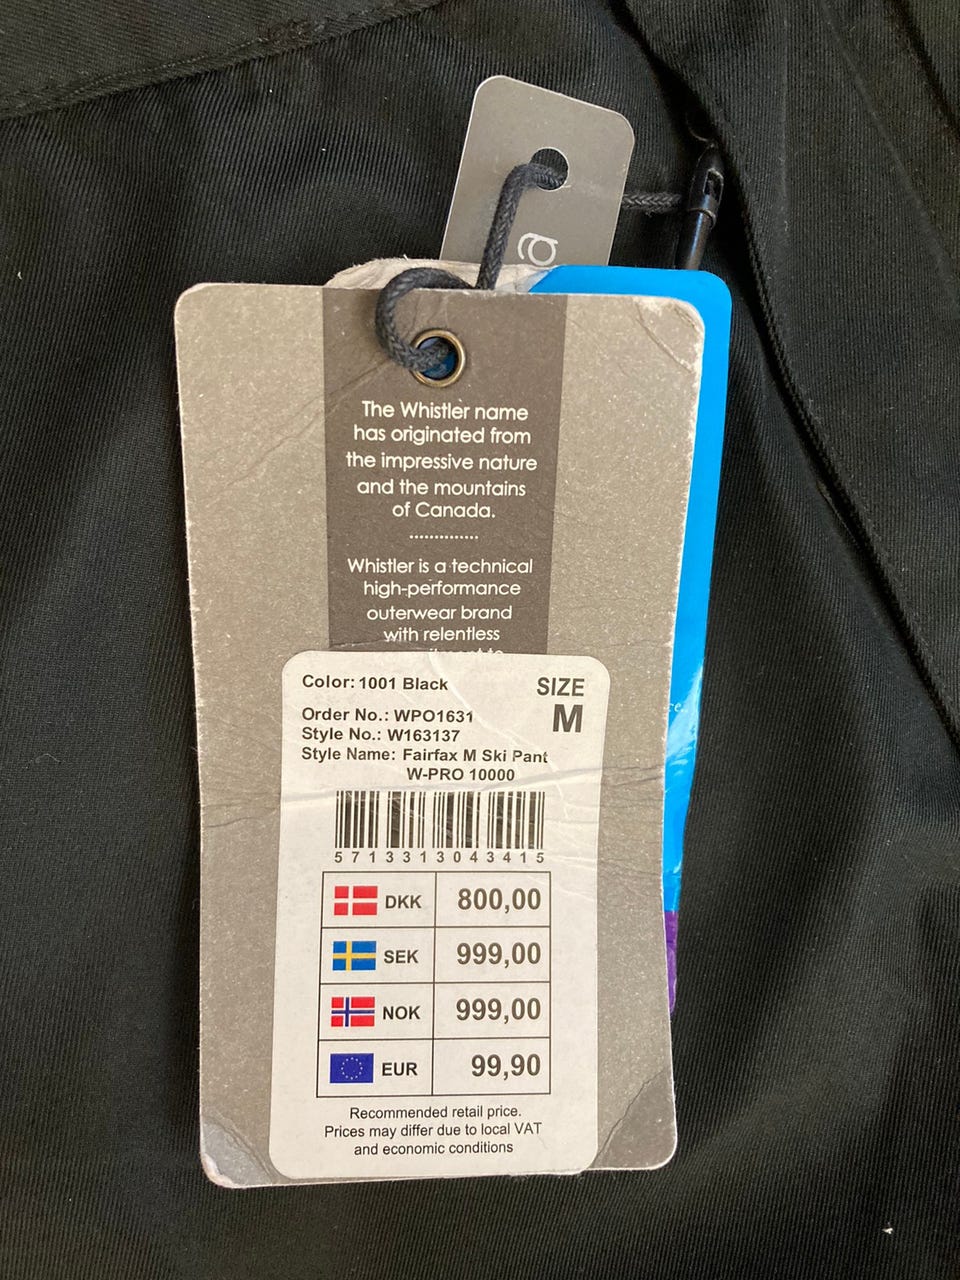 a
The Whistler name
has originated from
the impressive nature
and the mountains
of Canada.
Whistler is a technical
high-performance
outerwear brand
with relentless
Color: 1001 Black
SIZE
M
Order No.: WPO1631
Style No.: W163137
Style Name: Fairfax M Ski Pant
W-PRO 10000
5713313043415
DKK 800,00
SEK 999,00
NOK 999,00
EUR 99,90
Recommended retail price.
Prices may differ due to local VAT
and economic conditions